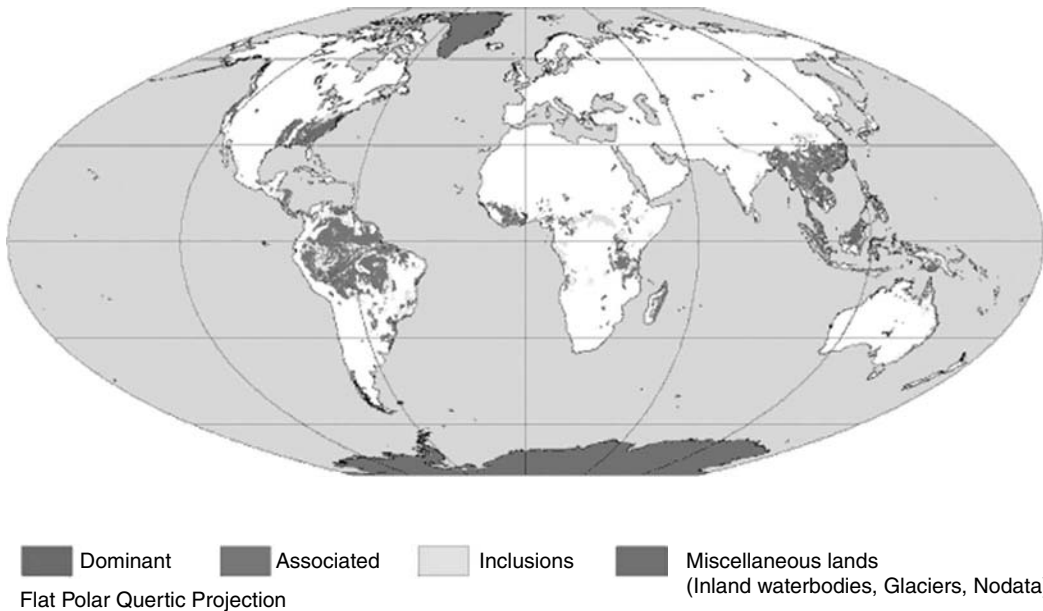 Dominant Associated Inclusions Miscellaneous lands
(Inland waterbodies, Glaciers, Nodata
Flat Polar Quertic Projection